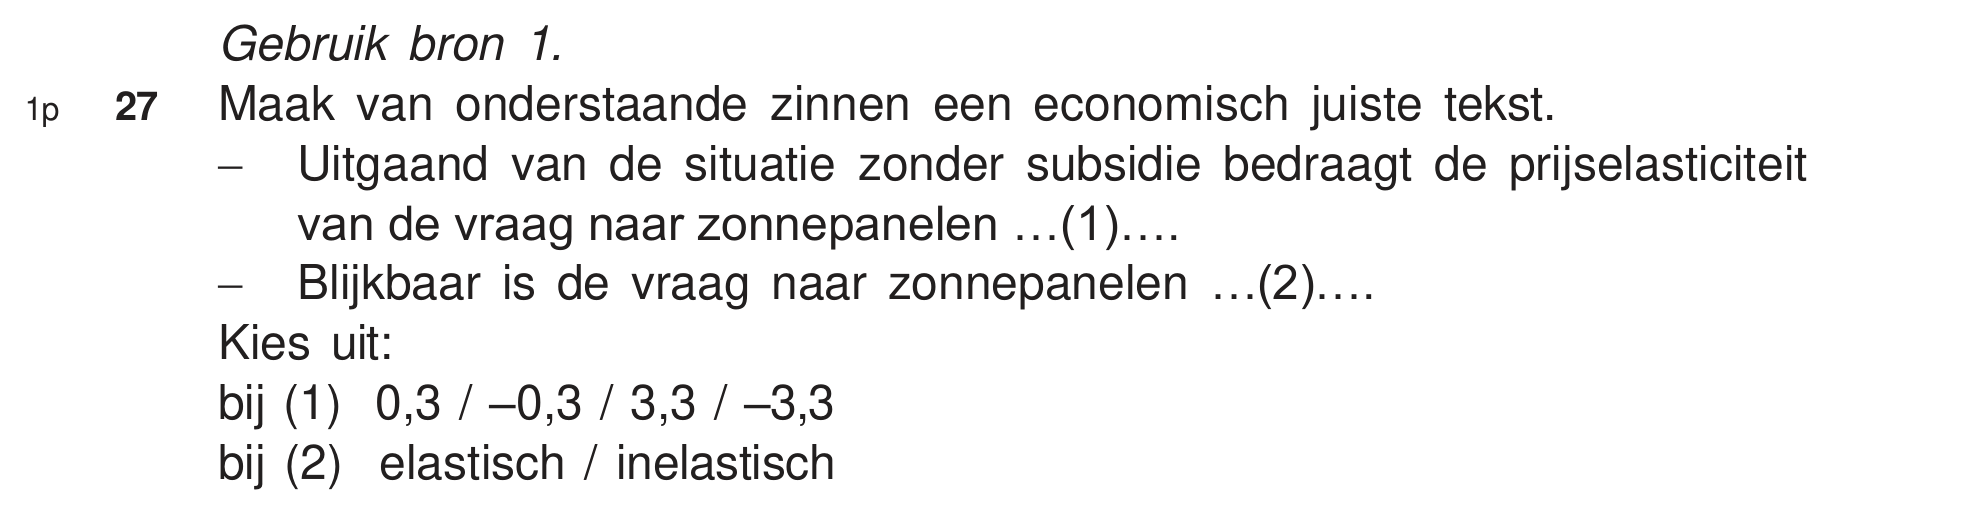 Gebruik bron 1.
1p 27 Maak van onderstaande zinnen een economisch juiste tekst.
– Uitgaand van de situatie zonder subsidie bedraagt de prijselasticiteit
van de vraag naar zonnepanelen …(1)….
– Blijkbaar is de vraag naar zonnepanelen …(2)….
Kies uit:
bij (1) 0,3 / –0,3 / 3,3 / –3,3
bij (2) elastisch / inelastisch